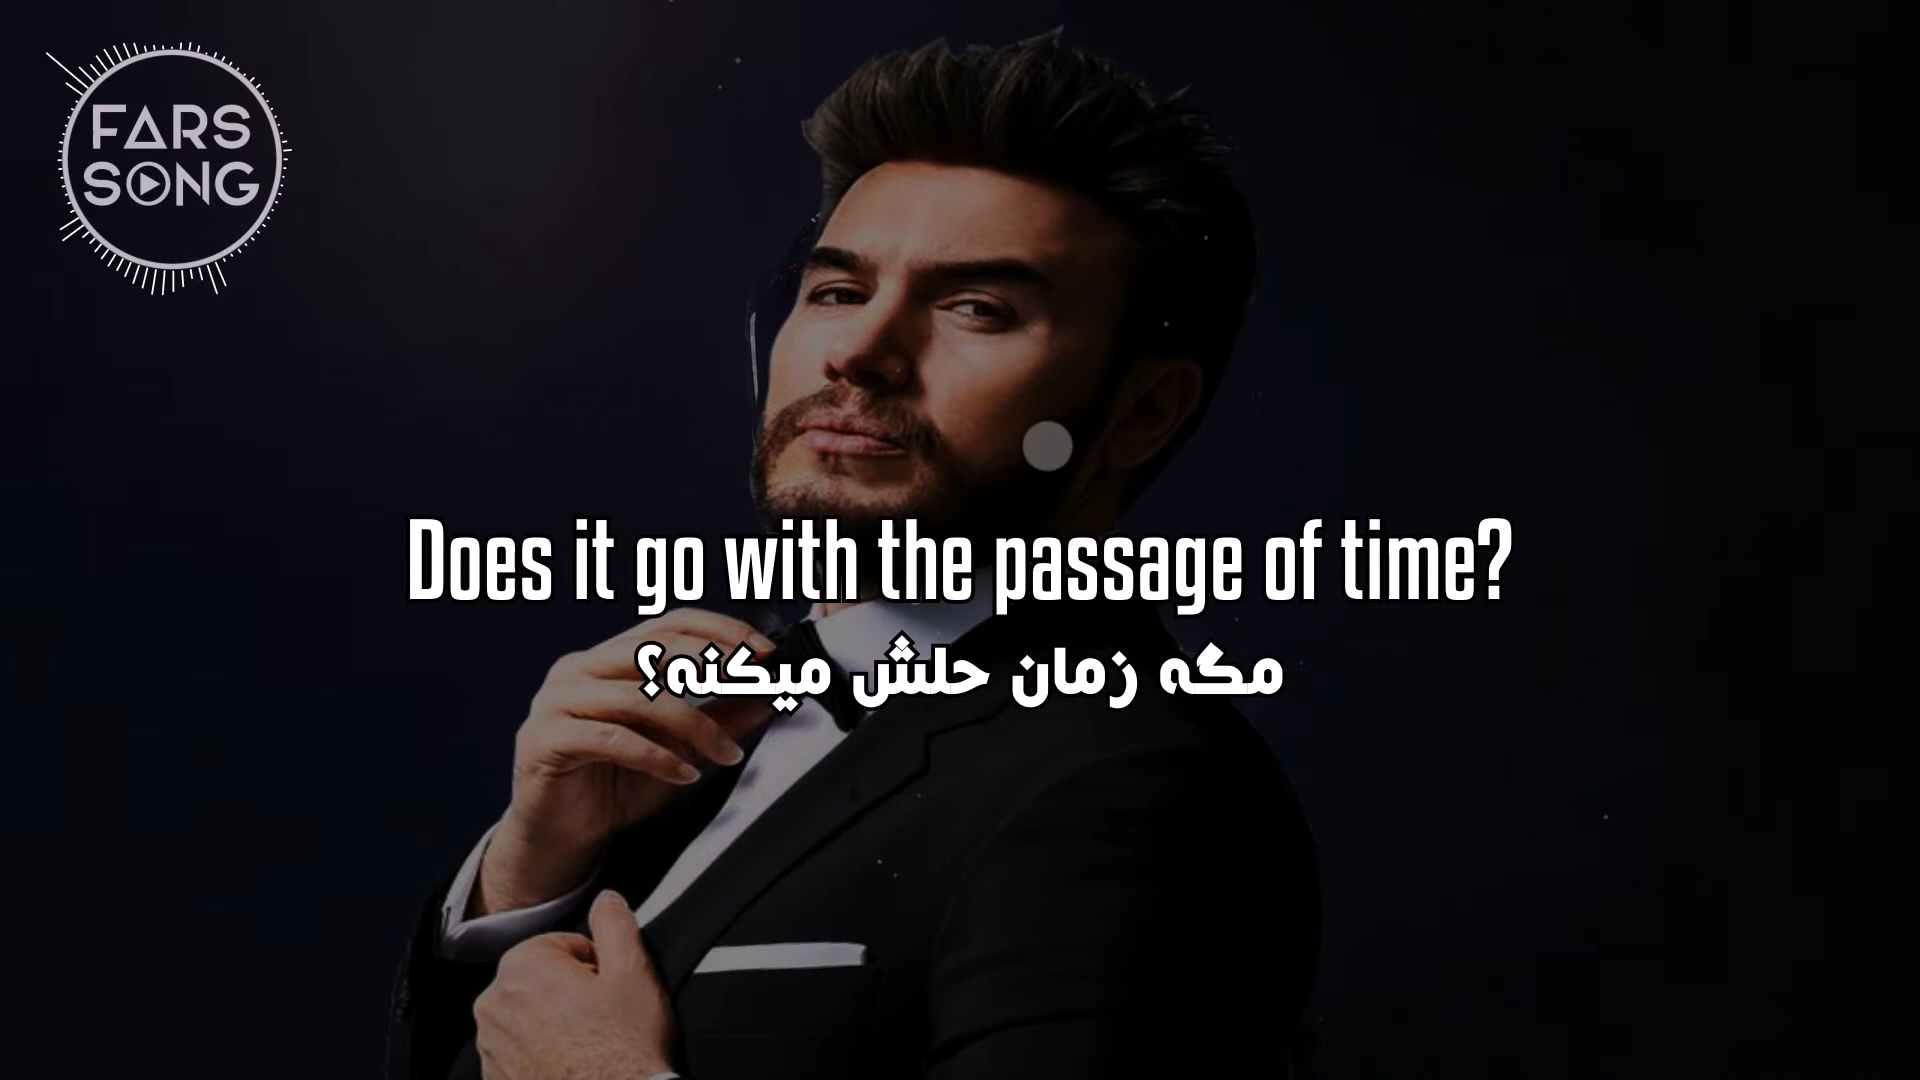 FARS
SONG
Does it go with the passage of time?
مگه زمان حلش میکنه؟